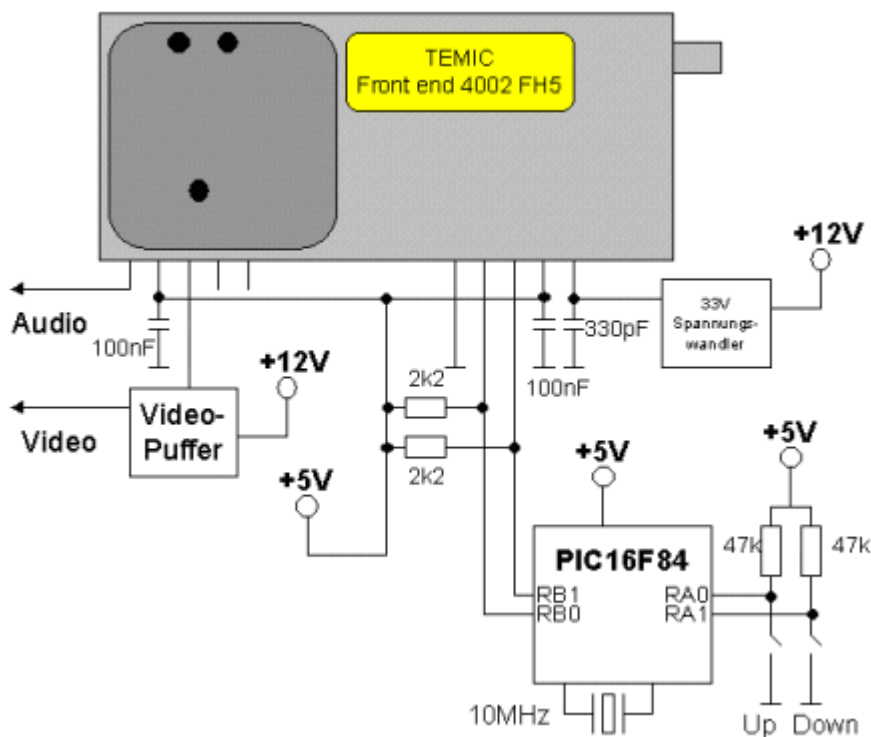 TEMIC
Front end 4002 FH5
+12V
33V
Spannungs-
wandler
Audio
100nF
330pF
100nF
+12V
2k2
Video-
Puffer
Video
+5V
2k2
+5V
+5V
47k
47k
PIC16F84
RB1
RB0
RA0
RA1
10MHz
Up
Down